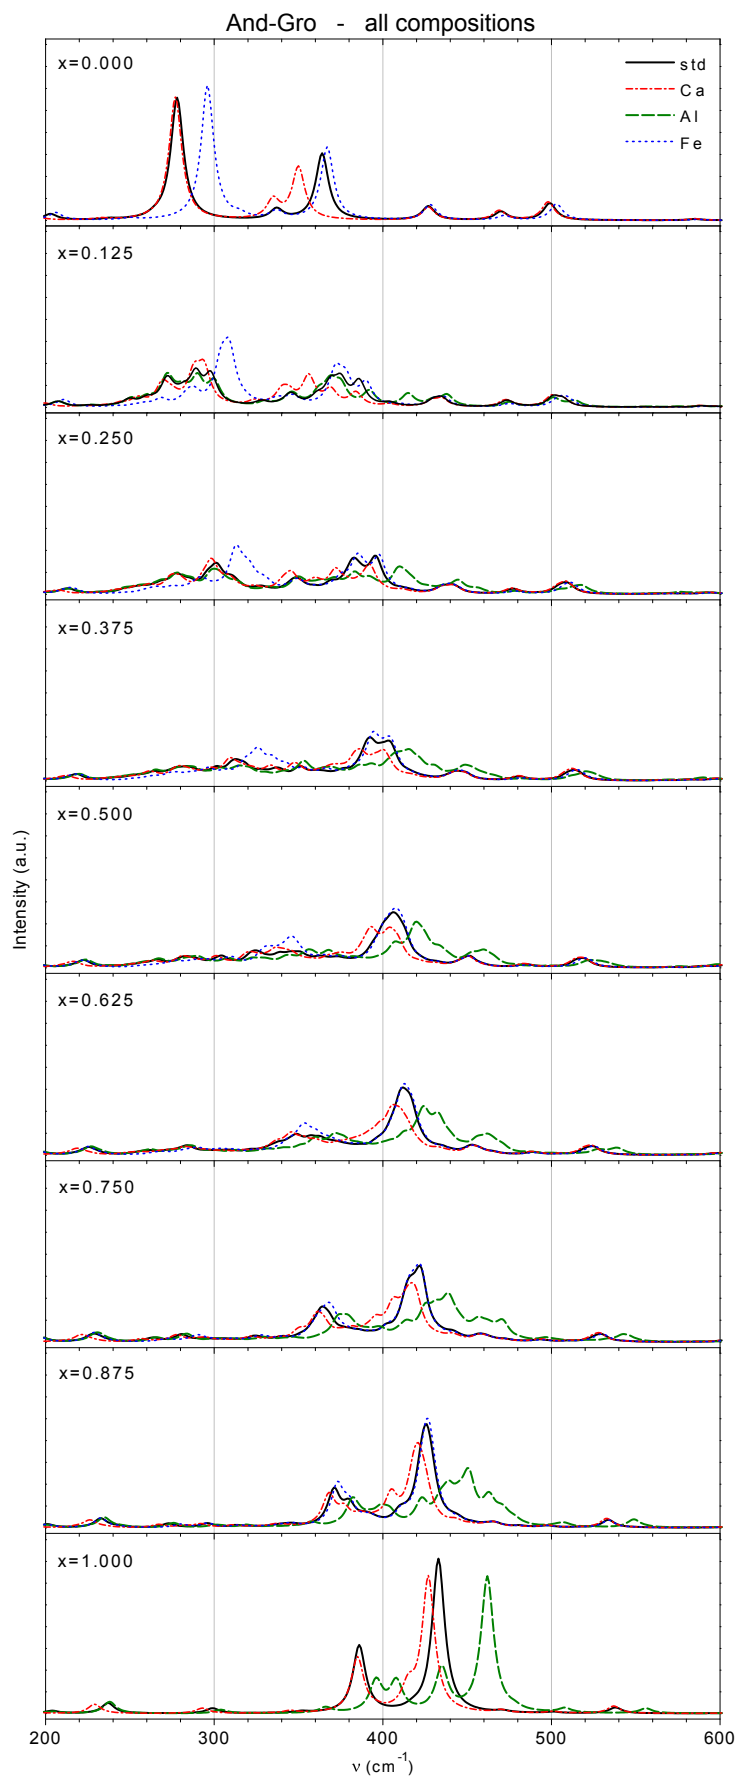 And-Gro - all compositions
x=0.000
std
Ca
Al
Fe
x=0.125
x=0.250
x=0.375
x=0.500
x=0.625
x=0.750
x=0.875
x=1.000
Intensity (a.u.)
200 300 400 500 600
ν (cm⁻¹)